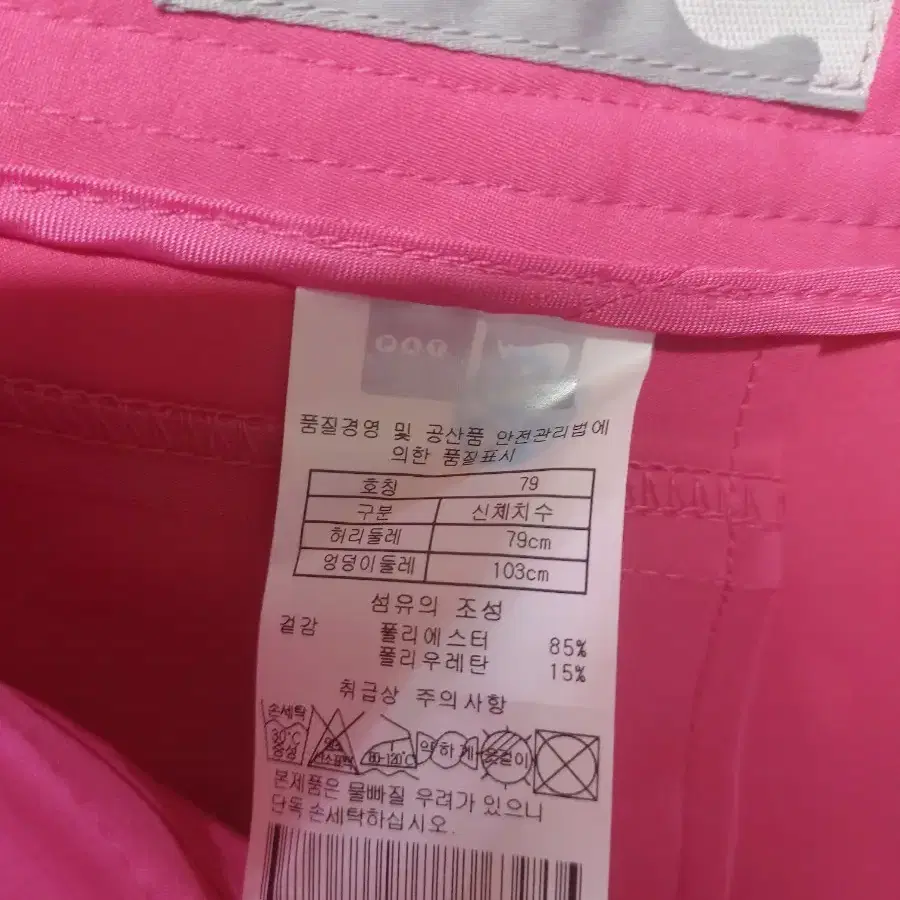 품질경영 및 공산품 안전관리법에
의한 품질표시
호칭 79
구분 신체치수
허리둘레 79cm
엉덩이둘레 103cm
섬유의 조성
겉감 폴리에스터 85%
폴리우레탄 15%
취급상 주의사항
손세탁
30℃
중성
80-120℃
약하게
옷걸이
본제품은 물빠질 우려가 있으니
단독 손세탁하십시오.